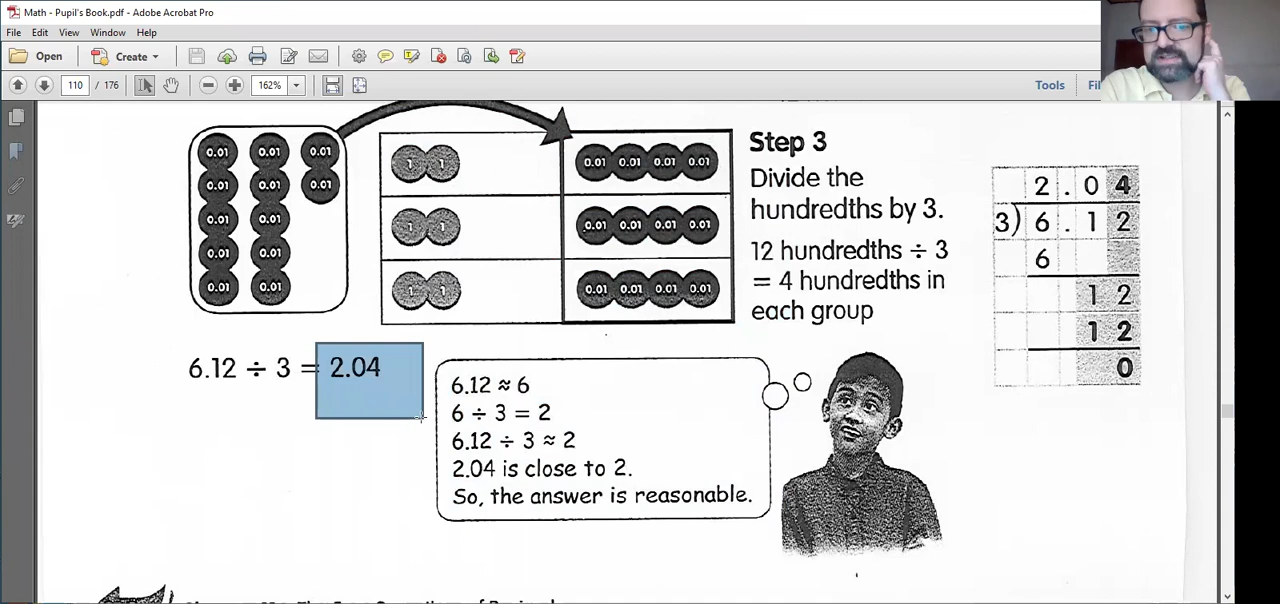 Math - Pupil's Book.pdf - Adobe Acrobat Pro
File Edit View Window Help
Open Create
110 / 176 162% Tools
0.01 0.01 0.01 1 1 0.01 0.01 0.01 0.01
0.01 0.01 0.01
0.01 0.01 1 1 0.01 0.01 0.01 0.01
0.01 0.01
0.01 0.01 1 1 0.01 0.01 0.01 0.01
Step 3
Divide the
hundredths by 3.
12 hundredths ÷ 3
= 4 hundredths in
each group
2 . 0 4
3) 6 . 1 2
6
1 2
1 2
0
6.12 ÷ 3 = 2.04
6.12 ≈ 6
6 ÷ 3 = 2
6.12 ÷ 3 ≈ 2
2.04 is close to 2.
So, the answer is reasonable.